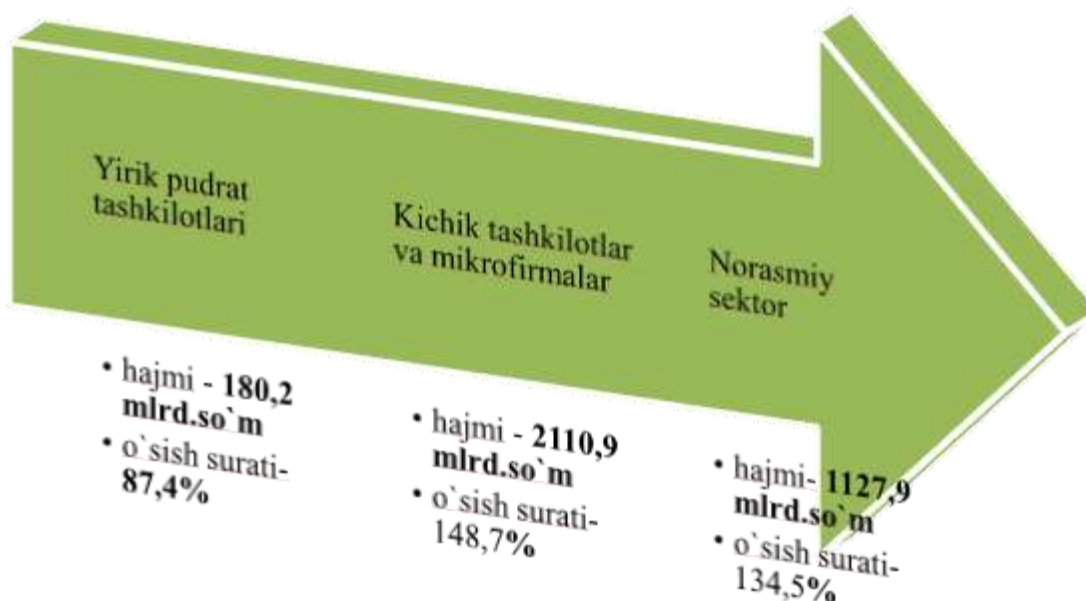 Yirik pudrat
tashkilotlari
Kichik tashkilotlar
va mikrofirmalar
Norasmiy
sektor
• hajmi - 180,2
mlrd.so`m
• o`sish surati-
87,4%
• hajmi - 2110,9
mlrd.so`m
• o`sish surati-
148,7%
• hajmi- 1127,9
mlrd.so`m
• o`sish surati-
134,5%